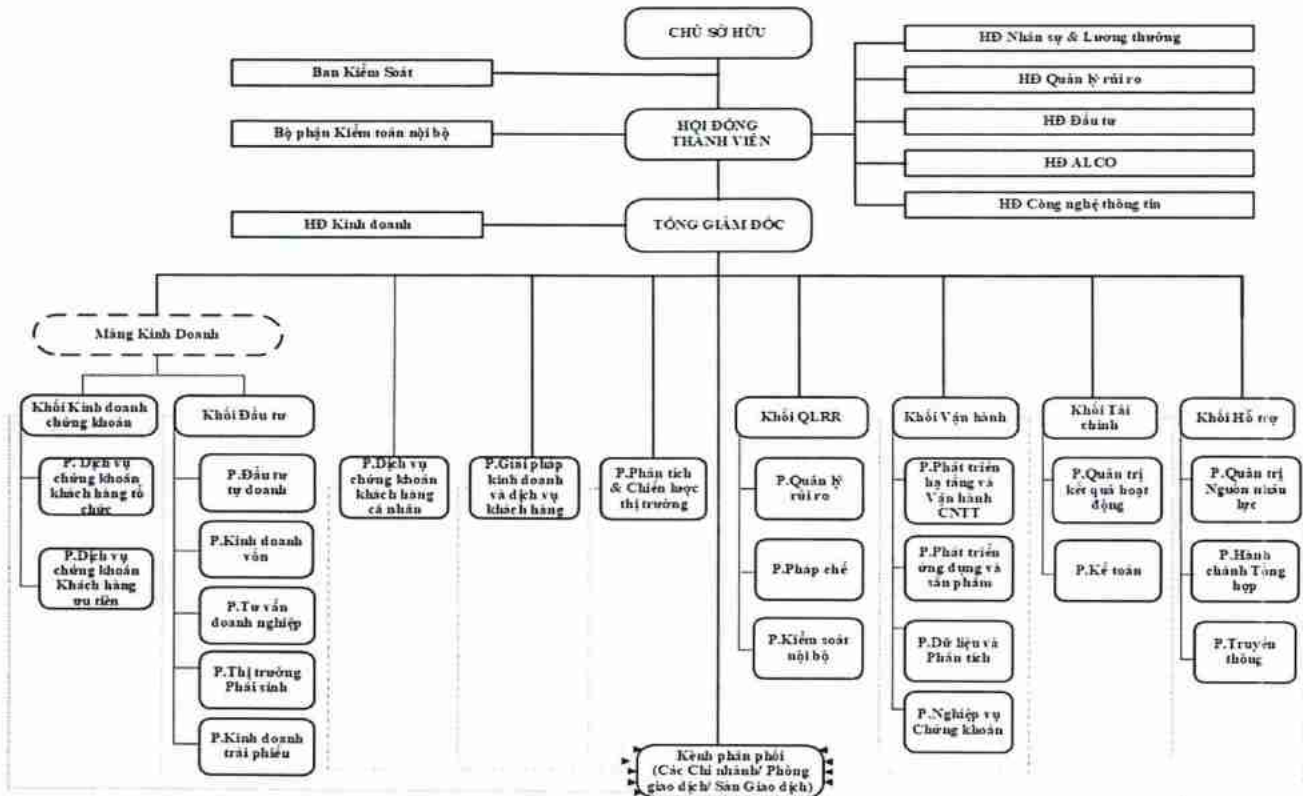 CHỦ SỞ HỮU
HĐ Nhân sự & Lương thưởng
Ban Kiểm Soát
HĐ Quản lý rủi ro
Bộ phận Kiểm toán nội bộ
HỘI ĐỒNG
THÀNH VIÊN
HĐ Đầu tư
HĐ ALCO
HĐ Kinh doanh
TỔNG GIÁM ĐỐC
HĐ Công nghệ thông tin
Mảng Kinh Doanh
Khối Kinh doanh
chứng khoán
Khối Đầu tư
Khối QLRR
Khối Vận hành
Khối Tài
chính
Khối Hỗ trợ
P. Dịch vụ
chứng khoán
khách hàng tổ
chức
P.Dịch vụ
chứng khoán
Khách hàng
ưu tiên
P.Đầu tư
tự doanh
P.Kinh doanh
vốn
P.Tư vấn
doanh nghiệp
P.Thị trường
Phái sinh
P.Kinh doanh
trái phiếu
P.Dịch vụ
chứng khoán
khách hàng
cá nhân
P.Giải pháp
kinh doanh
và dịch vụ
khách hàng
P.Phân tích
& Chiến lược
thị trường
P.Quản lý
rủi ro
P.Pháp chế
P.Kiểm soát
nội bộ
P.Phát triển
hạ tầng và
Vận hành
CNTT
P.Phát triển
ứng dụng và
sản phẩm
P.Dữ liệu và
Phân tích
P.Nghiệp vụ
Chứng khoán
P.Quản trị
kết quả hoạt
động
P.Kế toán
P.Quản trị
Nguồn nhân
lực
P.Hành
chánh Tổng
hợp
P.Truyền
thông
Kênh phân phối
(Các Chi nhánh/ Phòng
giao dịch/ Sàn Giao dịch)